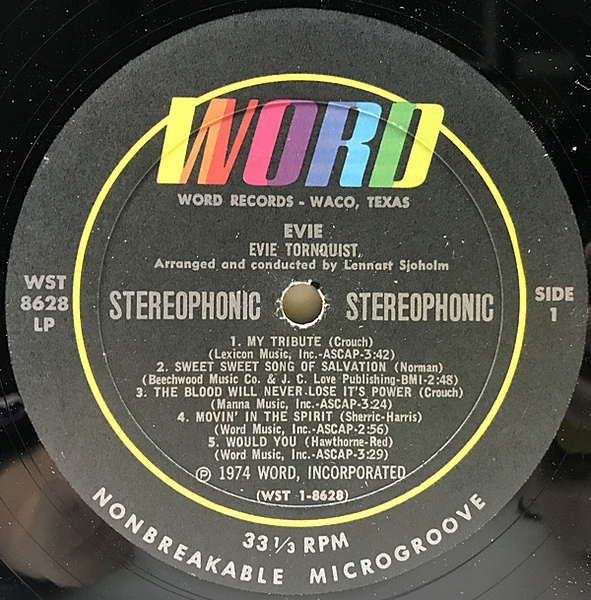 WORD
WORD RECORDS - WACO, TEXAS
EVIE
EVIE TORNQUIST
Arranged and conducted by Lennart Sjoholm
WST
8628
LP
STEREOPHONIC STEREOPHONIC
SIDE
1
1. MY TRIBUTE (Crouch)
(Lexicon Music, Inc.-ASCAP-3:42)
2. SWEET SWEET SONG OF SALVATION (Norman)
(Beechwood Music Co. & J. C. Love Publishing-BMI-2:48)
3. THE BLOOD WILL NEVER LOSE IT'S POWER (Crouch)
(Manna Music, Inc.-ASCAP-3:24)
4. MOVIN' IN THE SPIRIT (Sherric-Harris)
(Word Music, Inc.-ASCAP-2:56)
5. WOULD YOU (Hawthorne-Red)
(Word Music, Inc.-ASCAP-3:29)
Ⓟ 1974 WORD, INCORPORATED
(WST 1-8628)
33 1/3 RPM
NONBREAKABLE MICROGROOVE